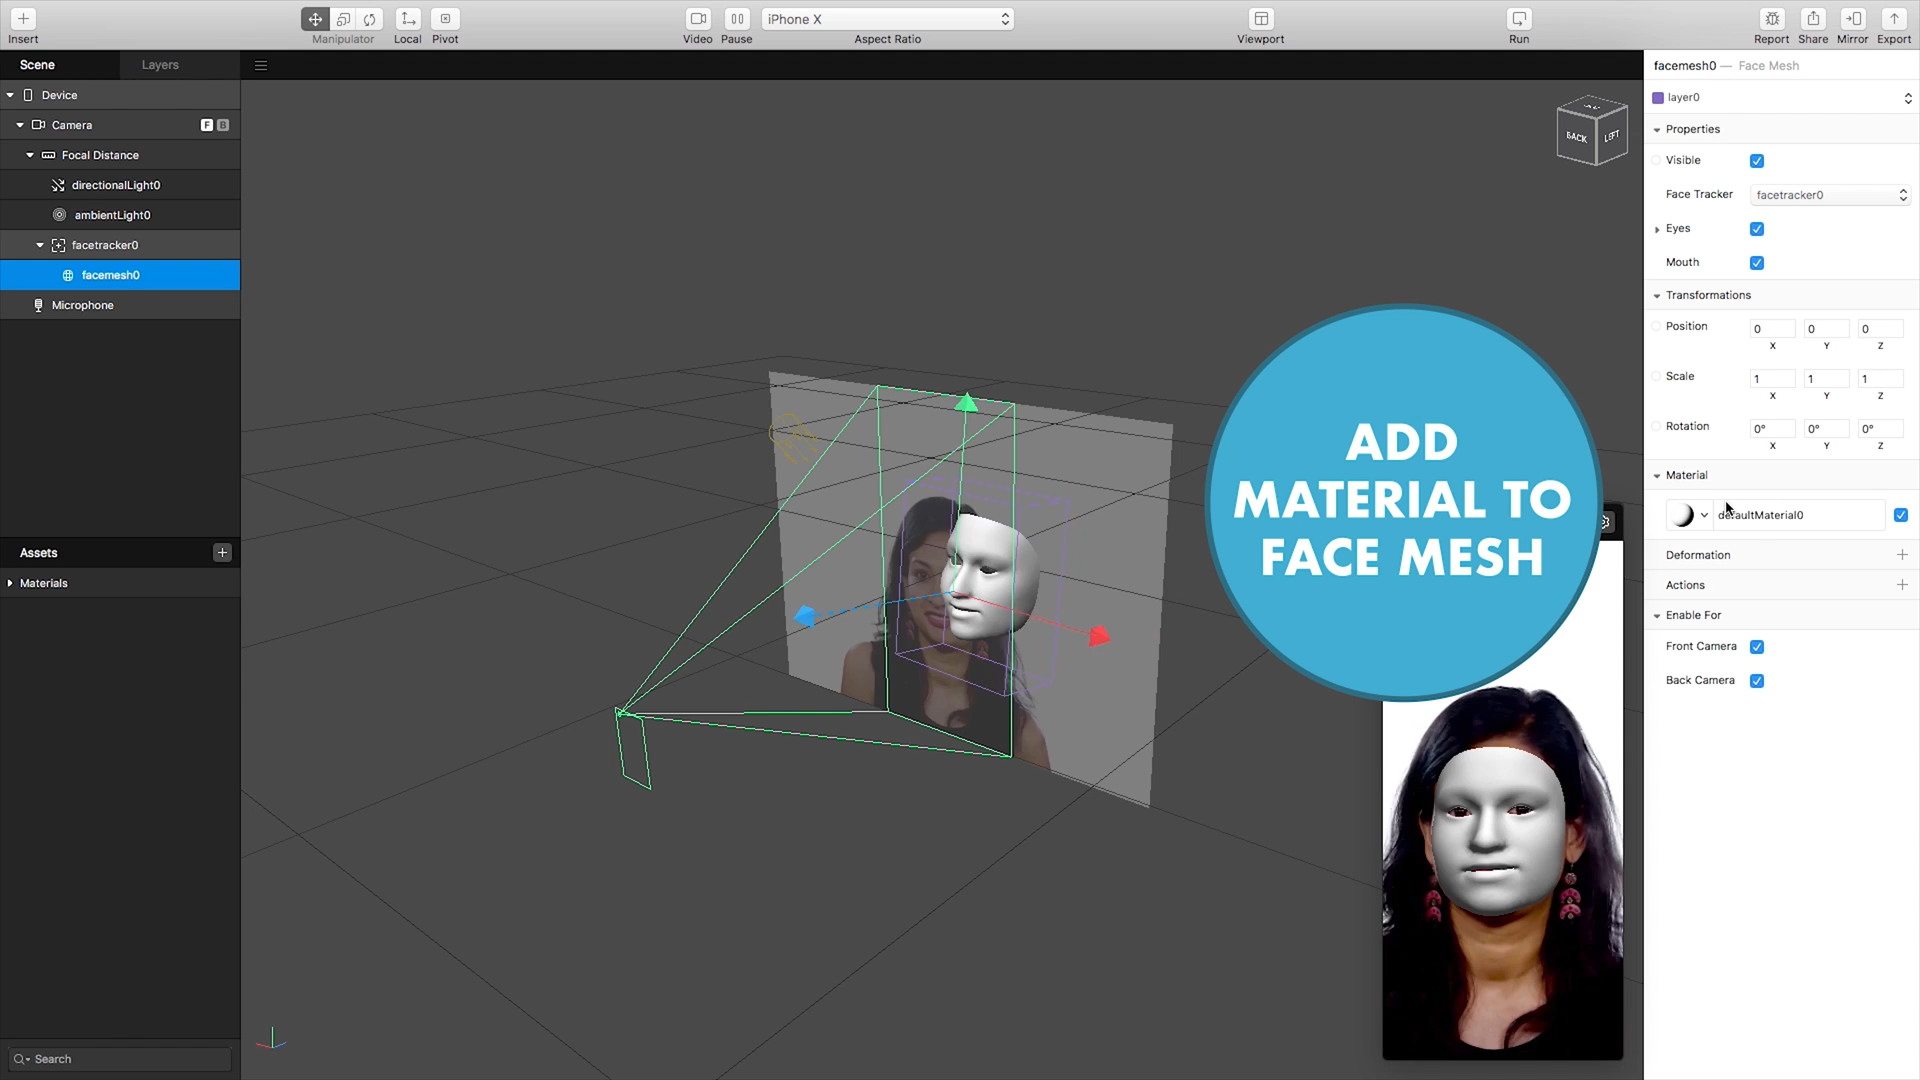 Insert
Manipulator
Local
Pivot
Video
Pause
iPhone X
Aspect Ratio
Viewport
Run
Report
Share
Mirror
Export
Scene
Layers
Device
Camera
F
B
Focal Distance
directionalLight0
ambientLight0
facetracker0
facemesh0
Microphone
Assets
Materials
Search
BACK
LEFT
ADD
MATERIAL TO
FACE MESH
facemesh0 — Face Mesh
layer0
Properties
Visible
Face Tracker
facetracker0
Eyes
Mouth
Transformations
Position
0 0 0
X Y Z
Scale
1 1 1
X Y Z
Rotation
0° 0° 0°
X Y Z
Material
defaultMaterial0
Deformation
Actions
Enable For
Front Camera
Back Camera